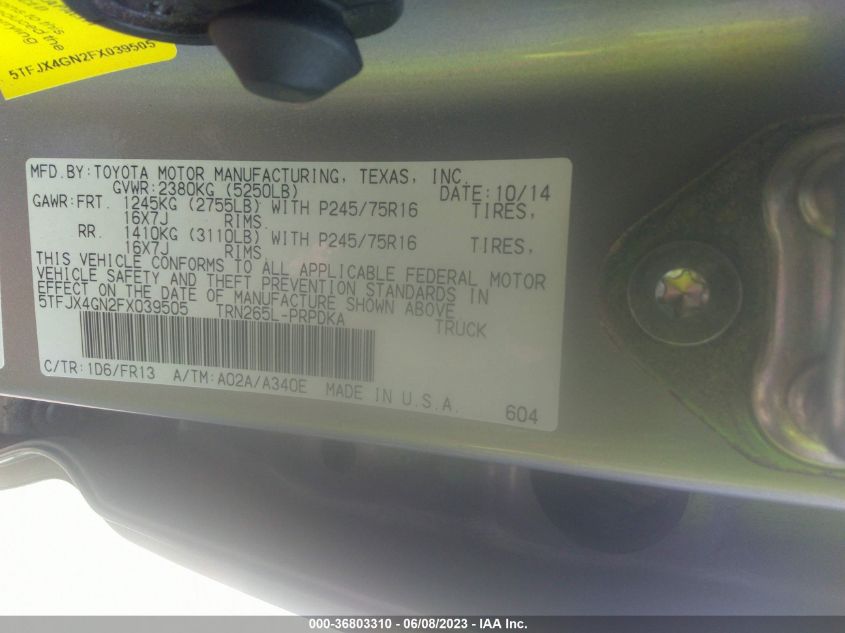 to this
produced the
5TFJX4GN2FX039505
MFD.BY:TOYOTA MOTOR MANUFACTURING, TEXAS, INC.
GVWR:2380KG (5250LB) DATE:10/14
GAWR:FRT. 1245KG (2755LB) WITH P245/75R16 TIRES,
16X7J RIMS.
RR. 1410KG (3110LB) WITH P245/75R16 TIRES,
16X7J RIMS.
THIS VEHICLE CONFORMS TO ALL APPLICABLE FEDERAL MOTOR
VEHICLE SAFETY AND THEFT PREVENTION STANDARDS IN
EFFECT ON THE DATE OF MANUFACTURE SHOWN ABOVE
5TFJX4GN2FX039505 TRN265L-PRPDKA TRUCK
C/TR:1D6/FR13 A/TM:A02A/A340E MADE IN U.S.A. 604
000-36803310 - 06/08/2023 - IAA Inc.